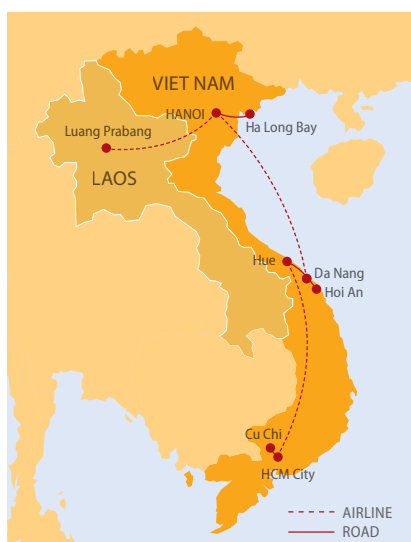 VIET NAM
HANOI
Ha Long Bay
Luang Prabang
LAOS
Hue
Da Nang
Hoi An
Cu Chi
HCM City
AIRLINE
ROAD